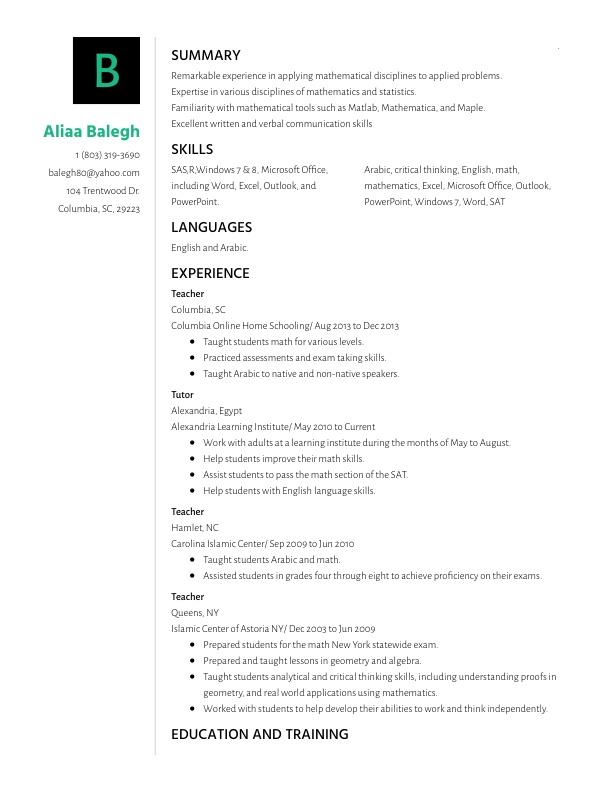 B
Aliaa Balegh
1 (803) 319-3690
balegh80@yahoo.com
104 Trentwood Dr.
Columbia, SC, 29223
SUMMARY
Remarkable experience in applying mathematical disciplines to applied problems.
Expertise in various disciplines of mathematics and statistics.
Familiarity with mathematical tools such as Matlab, Mathematica, and Maple.
Excellent written and verbal communication skills
SKILLS
SAS,R,Windows 7 & 8, Microsoft Office,
including Word, Excel, Outlook, and
PowerPoint.
Arabic, critical thinking, English, math,
mathematics, Excel, Microsoft Office, Outlook,
PowerPoint, Windows 7, Word, SAT
LANGUAGES
English and Arabic.
EXPERIENCE
Teacher
Columbia, SC
Columbia Online Home Schooling/ Aug 2013 to Dec 2013
• Taught students math for various levels.
• Practiced assessments and exam taking skills.
• Taught Arabic to native and non-native speakers.
Tutor
Alexandria, Egypt
Alexandria Learning Institute/ May 2010 to Current
• Work with adults at a learning institute during the months of May to August.
• Help students improve their math skills.
• Assist students to pass the math section of the SAT.
• Help students with English language skills.
Teacher
Hamlet, NC
Carolina Islamic Center/ Sep 2009 to Jun 2010
• Taught students Arabic and math.
• Assisted students in grades four through eight to achieve proficiency on their exams.
Teacher
Queens, NY
Islamic Center of Astoria NY/ Dec 2003 to Jun 2009
• Prepared students for the math New York statewide exam.
• Prepared and taught lessons in geometry and algebra.
• Taught students analytical and critical thinking skills, including understanding proofs in
geometry, and real world applications using mathematics.
• Worked with students to help develop their abilities to work and think independently.
EDUCATION AND TRAINING